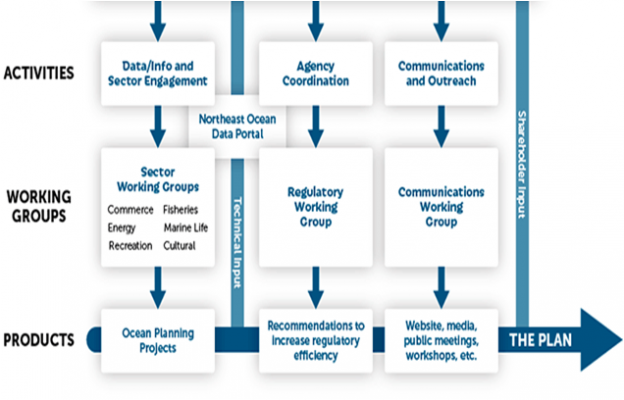 ACTIVITIES
Data/Info and
Sector Engagement
Agency
Coordination
Communications
and Outreach
Northeast Ocean
Data Portal
WORKING
GROUPS
Sector
Working Groups
Commerce Fisheries
Energy Marine Life
Recreation Cultural
Technical Input
Regulatory
Working
Group
Communications
Working
Group
Shareholder Input
PRODUCTS
Ocean Planning
Projects
Recommendations to
increase regulatory
efficiency
Website, media,
public meetings,
workshops, etc.
THE PLAN